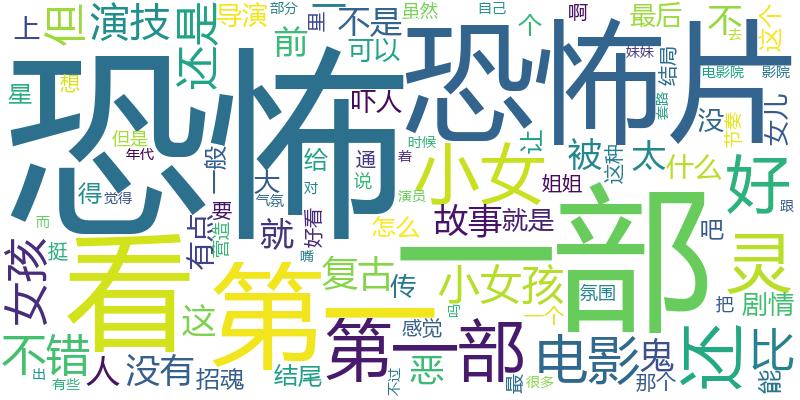 上 但 演技 还是 导演 部分 一 里 不是 虽然 自己 个 啊 最后 不 这个 去
星 想 恐怖 前 可以 恐怖片 妹妹 结局 电影院 影院
但是 年代 一般 吓人 时候 让 被 这种 太 没 套路 节奏 女儿
得 觉得 大 气氛 给 对 通 说 着 演员 小女 姐姐 什么 好
而 挺 女孩 有点 营造 要 就 好看 嘴 怎么 故事 就是 一部 吧 灵 跟
看 这 第一 复古 传 小女孩 一个 氛围 把 剧情
不错 人 没有 招魂 结尾 第一部 感觉 吗 恶 电影 鬼 还 比
出 有些 不过 最 很多 那个 能